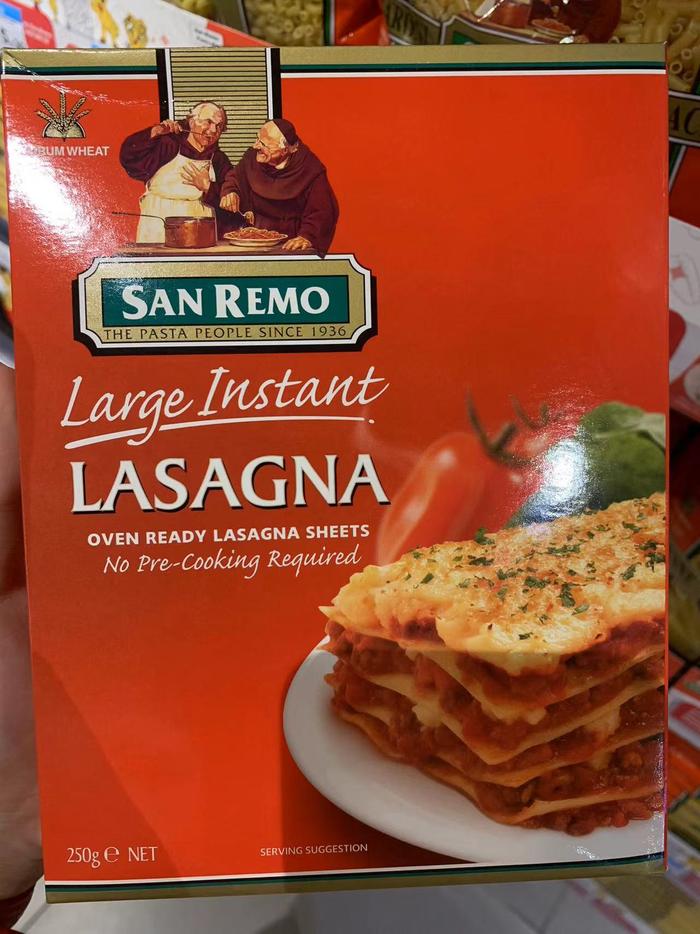 WHEAT
SAN REMO
THE PASTA PEOPLE SINCE 1936
Large Instant
LASAGNA
OVEN READY LASAGNA SHEETS
No Pre-Cooking Required
250g e NET
SERVING SUGGESTION